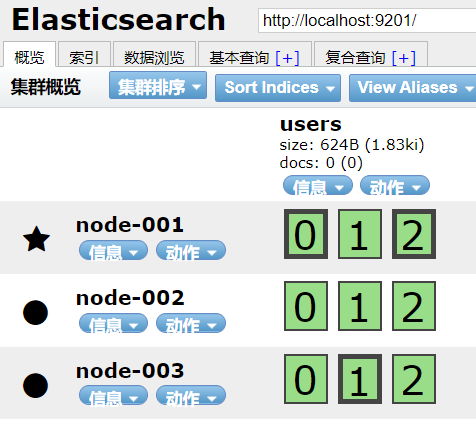 Elasticsearch http://localhost:9201/
概览 索引 数据浏览 基本查询 [+] 复合查询 [+]
集群概览 集群排序 Sort Indices View Aliases
users
size: 624B (1.83ki)
docs: 0 (0)
信息 动作
node-001 0 1 2
信息 动作
node-002 0 1 2
信息 动作
node-003 0 1 2
信息 动作